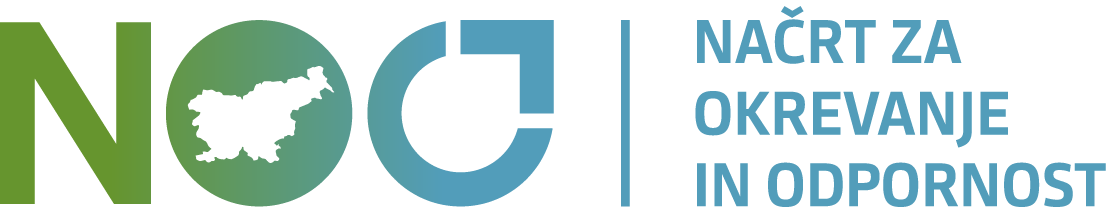 NOO
NAČRT ZA
OKREVANJE
IN ODPORNOST